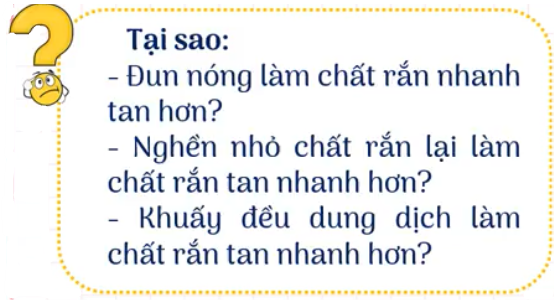 Tại sao:
- Đun nóng làm chất rắn nhanh
tan hơn?
- Nghền nhỏ chất rắn lại làm
chất rắn tan nhanh hơn?
- Khuấy đều dung dịch làm
chất rắn tan nhanh hơn?